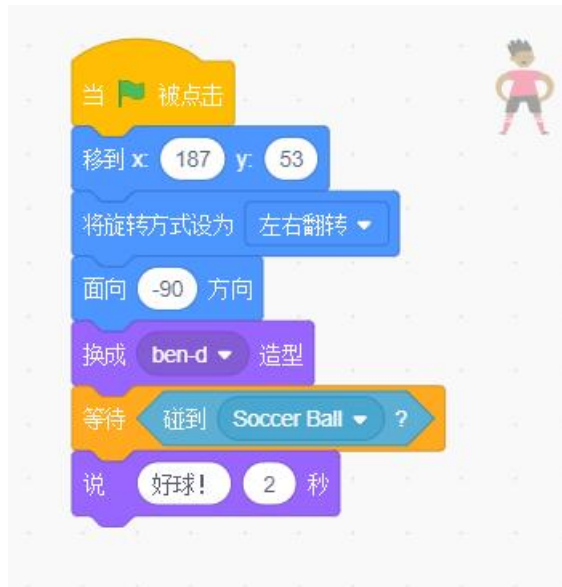 当 被点击
移到 x: 187 y: 53
将旋转方式设为 左右翻转
面向 -90 方向
换成 ben-d 造型
等待 碰到 Soccer Ball ?
说 好球! 2 秒